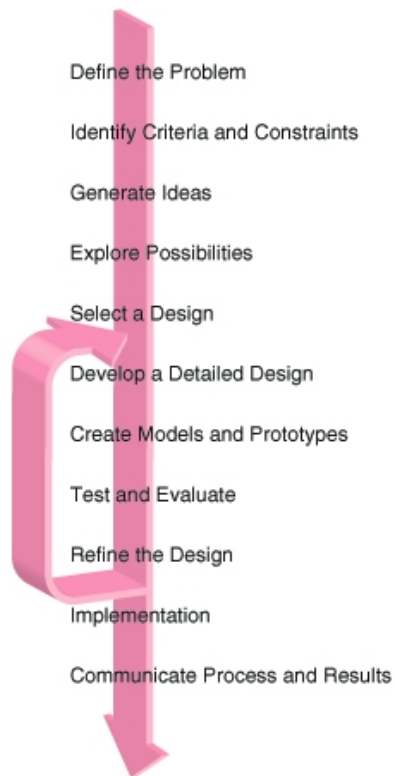 Define the Problem
Identify Criteria and Constraints
Generate Ideas
Explore Possibilities
Select a Design
Develop a Detailed Design
Create Models and Prototypes
Test and Evaluate
Refine the Design
Implementation
Communicate Process and Results